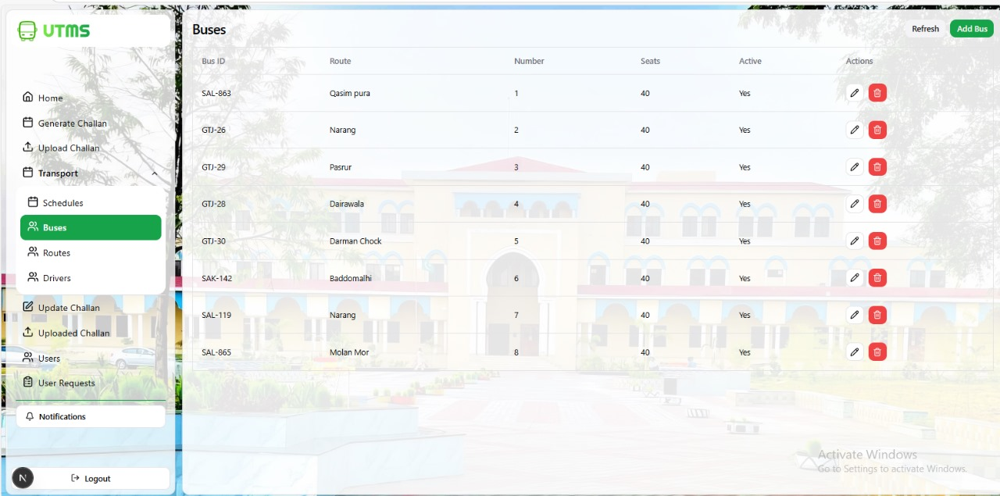 UTMS
Home
Generate Challan
Upload Challan
Transport
Schedules
Buses
Routes
Drivers
Update Challan
Uploaded Challan
Users
User Requests
Notifications
N
Logout
Buses
Refresh
Add Bus
Bus ID Route Number Seats Active Actions
SAL-863 Qasim pura 1 40 Yes
GTJ-26 Narang 2 40 Yes
GTJ-29 Pasrur 3 40 Yes
GTJ-28 Dairawala 4 40 Yes
GTJ-30 Darman Chock 5 40 Yes
SAK-142 Baddomalhi 6 40 Yes
SAL-119 Narang 7 40 Yes
SAL-865 Molan Mor 8 40 Yes
Activate Windows
Go to Settings to activate Windows.